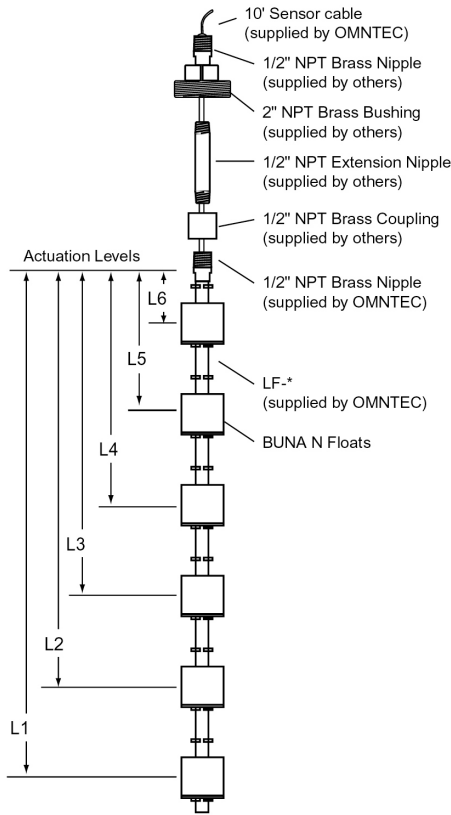 10' Sensor cable
(supplied by OMNTEC)
1/2" NPT Brass Nipple
(supplied by others)
2" NPT Brass Bushing
(supplied by others)
1/2" NPT Extension Nipple
(supplied by others)
1/2" NPT Brass Coupling
(supplied by others)
Actuation Levels
1/2" NPT Brass Nipple
(supplied by OMNTEC)
L6
L5
LF-*
(supplied by OMNTEC)
BUNA N Floats
L4
L3
L2
L1